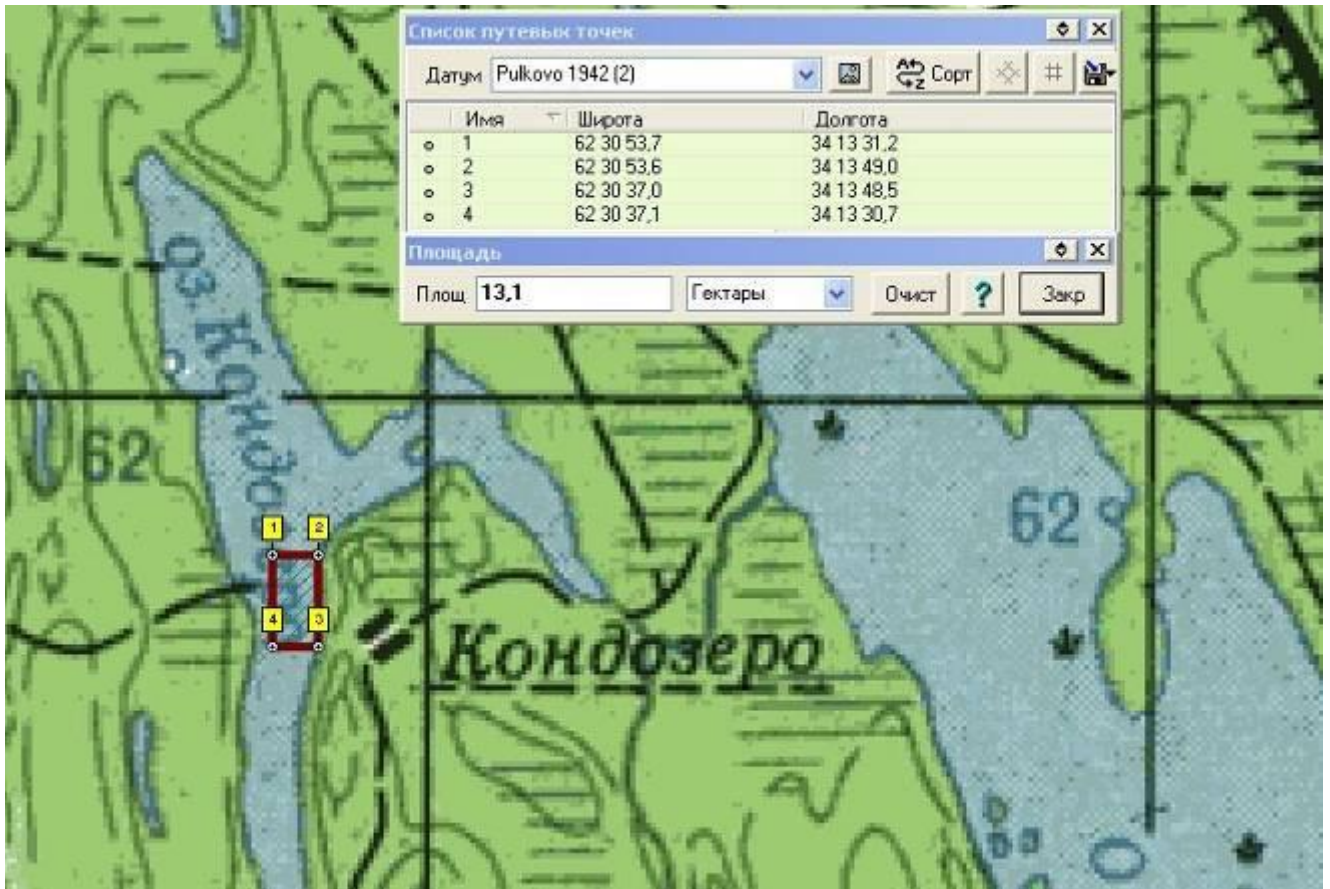 Список путевых точек
Датум Pulkovo 1942 (2) Сорт
Имя Широта Долгота
1 62 30 53,7 34 13 31,2
2 62 30 53,6 34 13 49,0
3 62 30 37,0 34 13 48,5
4 62 30 37,1 34 13 30,7
Площадь
Площ 13,1 Гектары Очист ? Закр
оз. Кондо
62
62
1 2
4 3
Кондозеро
О